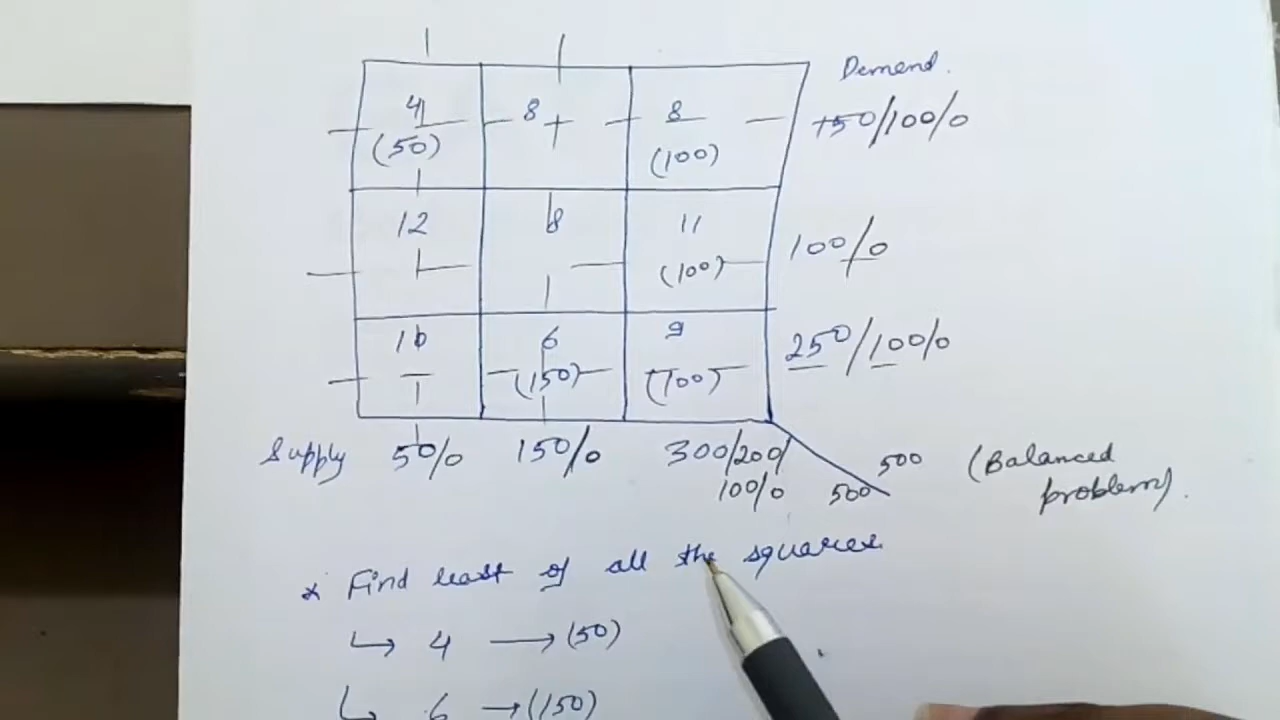 Demand.
4 8 8 150/100/0
(50) (100)
12 8 11 100/0
(100)
16 6 9 250/100/0
(150) (100)
Supply 50/0 150/0 300/200/ 500 (Balanced
100/0 500 problem).
* Find least of all the squares
↳ 4 → (50)
↳ 6 → (150)